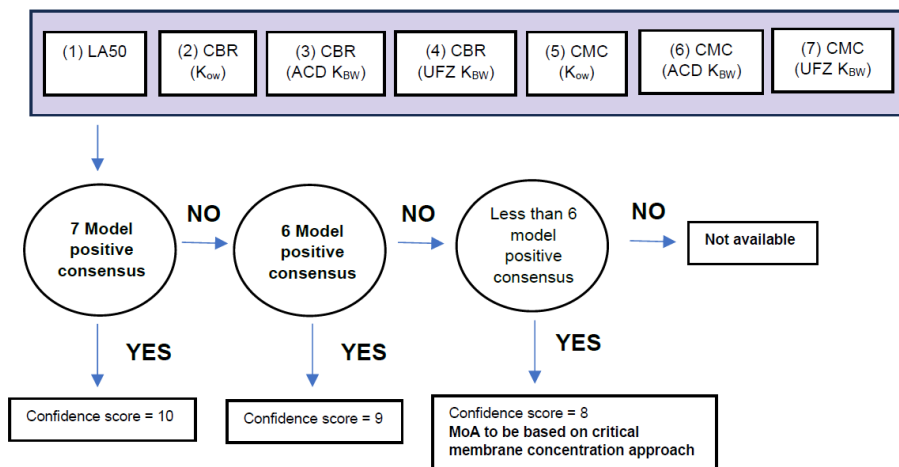 (1) LA50
(2) CBR
(Kow)
(3) CBR
(ACD KBW)
(4) CBR
(UFZ KBW)
(5) CMC
(Kow)
(6) CMC
(ACD KBW)
(7) CMC
(UFZ KBW)
7 Model
positive
consensus
NO
6 Model
positive
consensus
NO
Less than 6
model
positive
consensus
NO
Not available
YES
YES
YES
Confidence score = 10
Confidence score = 9
Confidence score = 8
MoA to be based on critical
membrane concentration approach